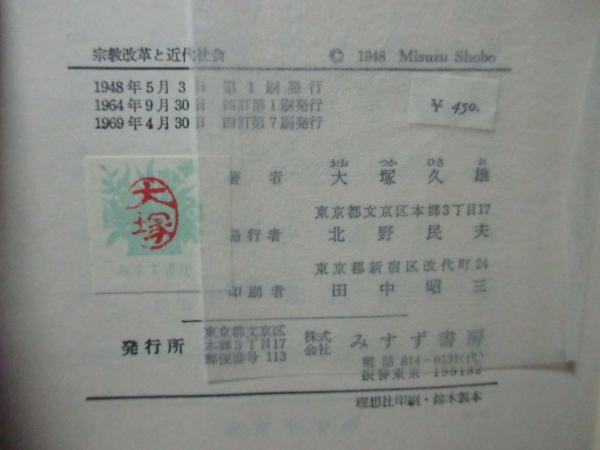 宗教改革と近代社会 © 1948 Misuzu Shobo
1948年5月3日 第1刷発行
1964年9月30日 四訂第1刷発行
1969年4月30日 四訂第7刷発行
¥ 450.
おお つか ひさ お
著者 大塚久雄
東京都文京区本郷3丁目17
発行者 北野民夫
東京都新宿区改代町24
印刷者 田中昭三
大塚
みすず書房
発行所 東京都文京区本郷3丁目17 郵便番号 113 株式会社 みすず書房
電話 814-0131(代)
振替東京 195132
理想社印刷・鈴木製本